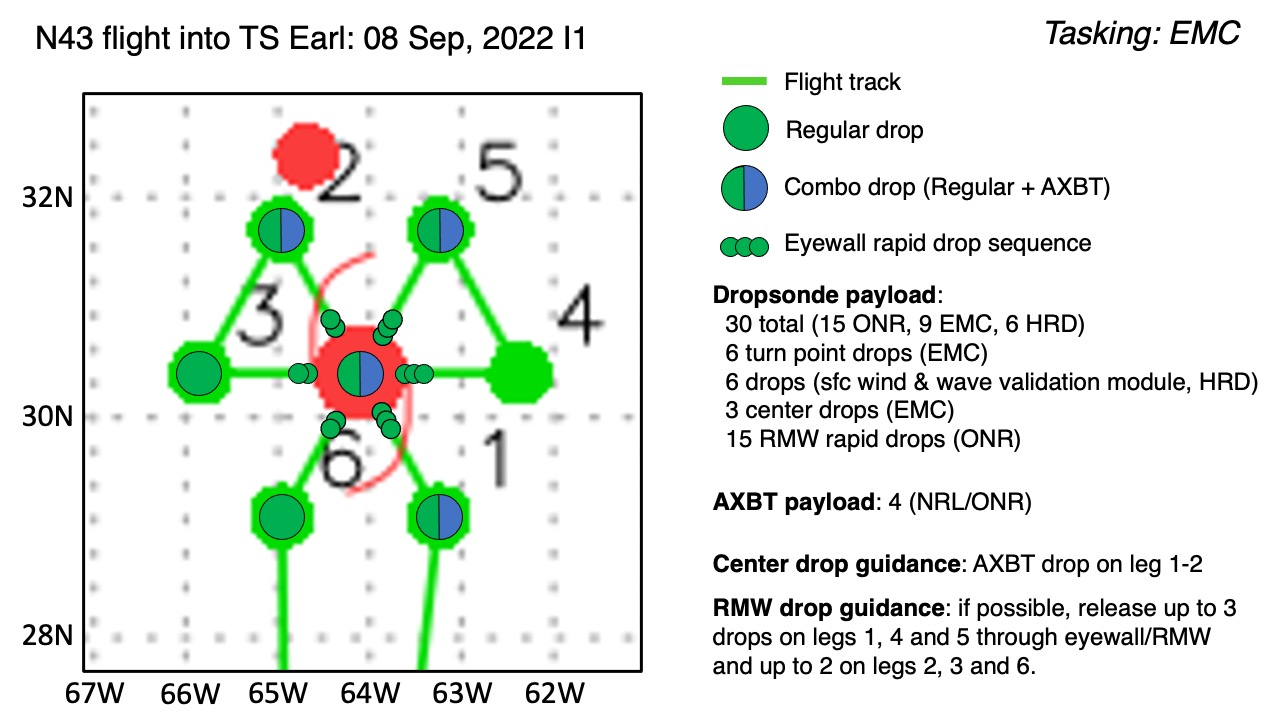 N43 flight into TS Earl: 08 Sep, 2022 I1
Tasking: EMC
32N
30N
28N
67W 66W 65W 64W 63W 62W
2
5
3
4
6
1
Flight track
Regular drop
Combo drop (Regular + AXBT)
Eyewall rapid drop sequence
Dropsonde payload:
30 total (15 ONR, 9 EMC, 6 HRD)
6 turn point drops (EMC)
6 drops (sfc wind & wave validation module, HRD)
3 center drops (EMC)
15 RMW rapid drops (ONR)
AXBT payload: 4 (NRL/ONR)
Center drop guidance: AXBT drop on leg 1-2
RMW drop guidance: if possible, release up to 3
drops on legs 1, 4 and 5 through eyewall/RMW
and up to 2 on legs 2, 3 and 6.